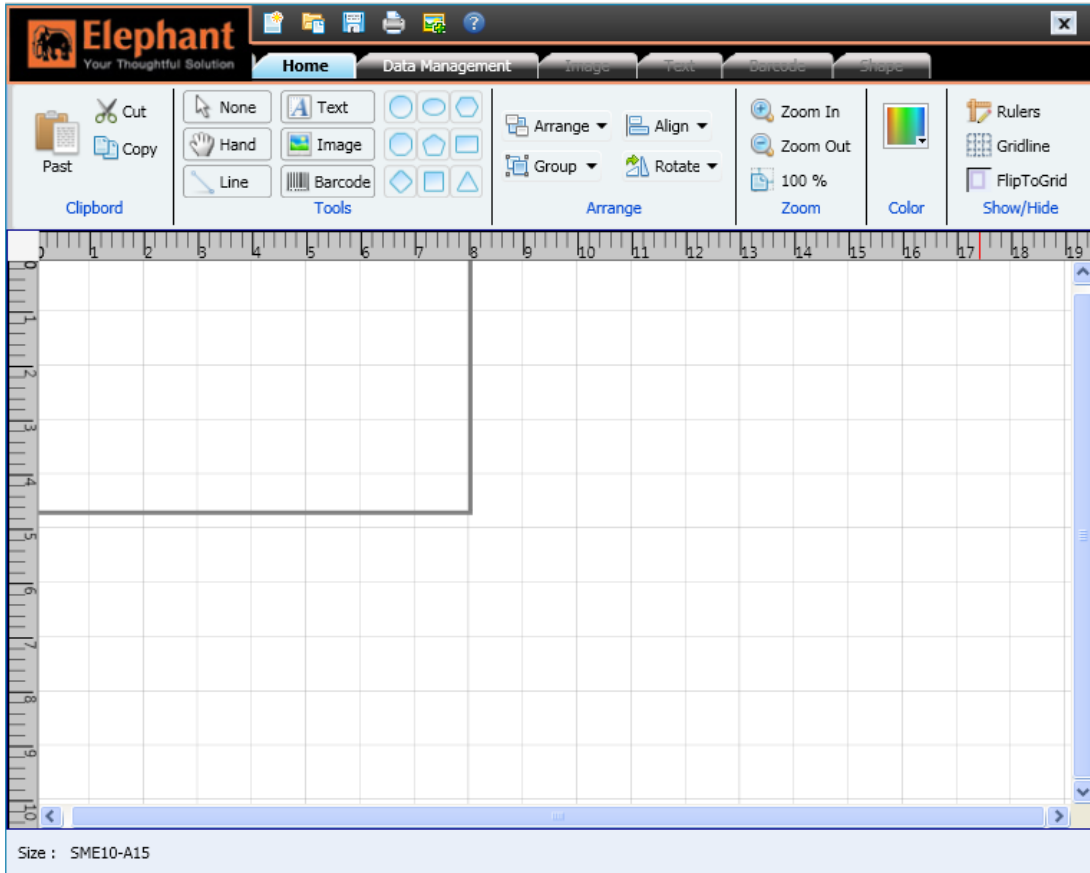 Elephant
Your Thoughtful Solution
Home Data Management Image Text Barcode Shape
Cut None Text Arrange Align Zoom In Rulers
Past Copy Hand Image Group Rotate Zoom Out Gridline
Line Barcode 100 % FlipToGrid
Clipbord Tools Arrange Zoom Color Show/Hide
0 1 2 3 4 5 6 7 8 9 10 11 12 13 14 15 16 17 18 19
0
1
2
3
4
5
6
7
8
9
10
Size : SME10-A15